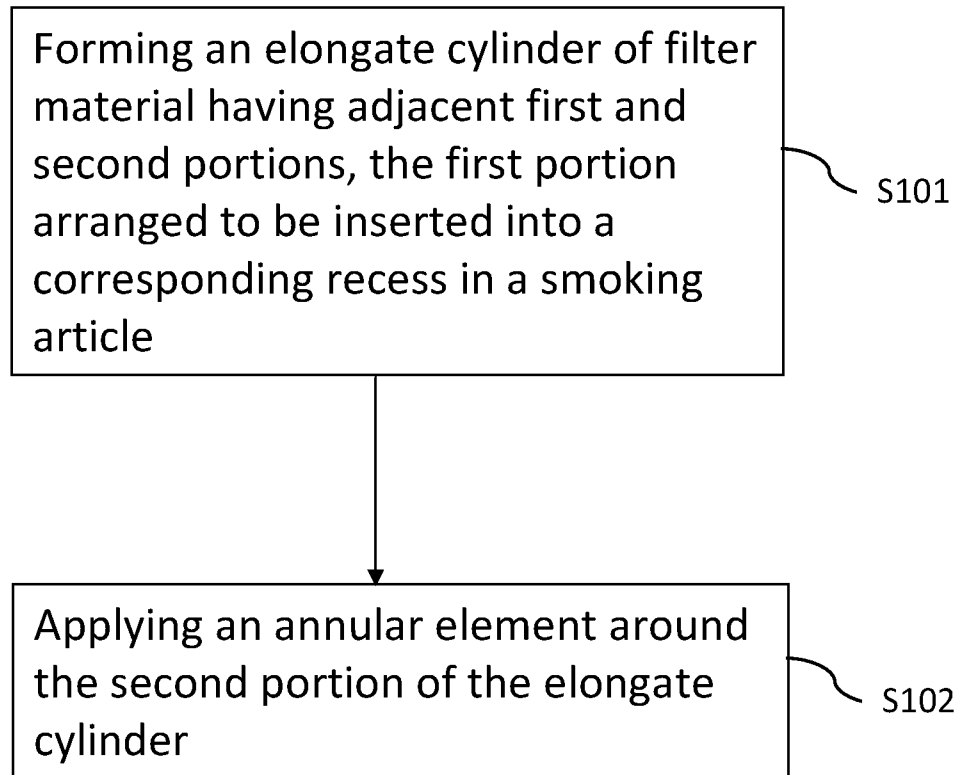 Forming an elongate cylinder of filter
material having adjacent first and
second portions, the first portion
arranged to be inserted into a
corresponding recess in a smoking
article
S101
Applying an annular element around
the second portion of the elongate
cylinder
S102